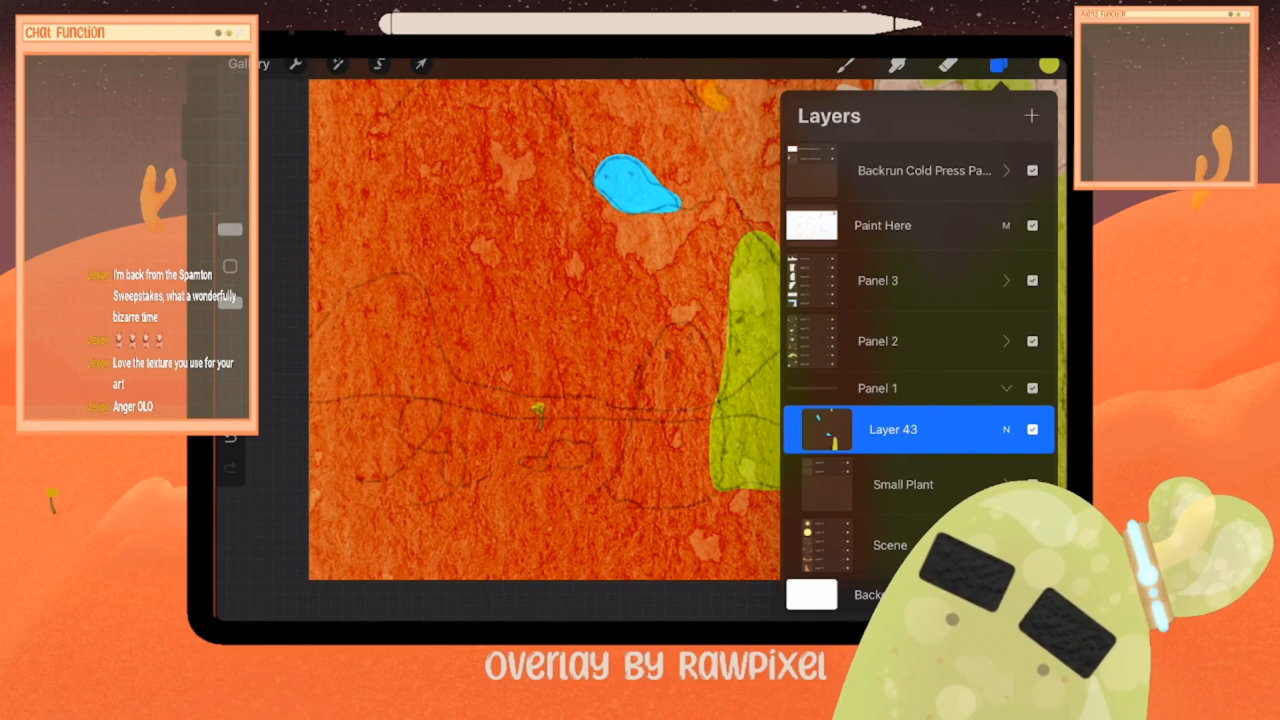 CHat FUNCTiON
Gallery
Jekoy I'm back from the Spamton
Sweepstakes, what a wonderfully
bizarre time
Love the texture you use for your
art
Anger OLO
Layers
Backrun Cold Press Pa...
Paint Here M
Panel 3
Panel 2
Panel 1
Layer 43 N
Small Plant
Scene
OVeRLay BY RaWPiXeL